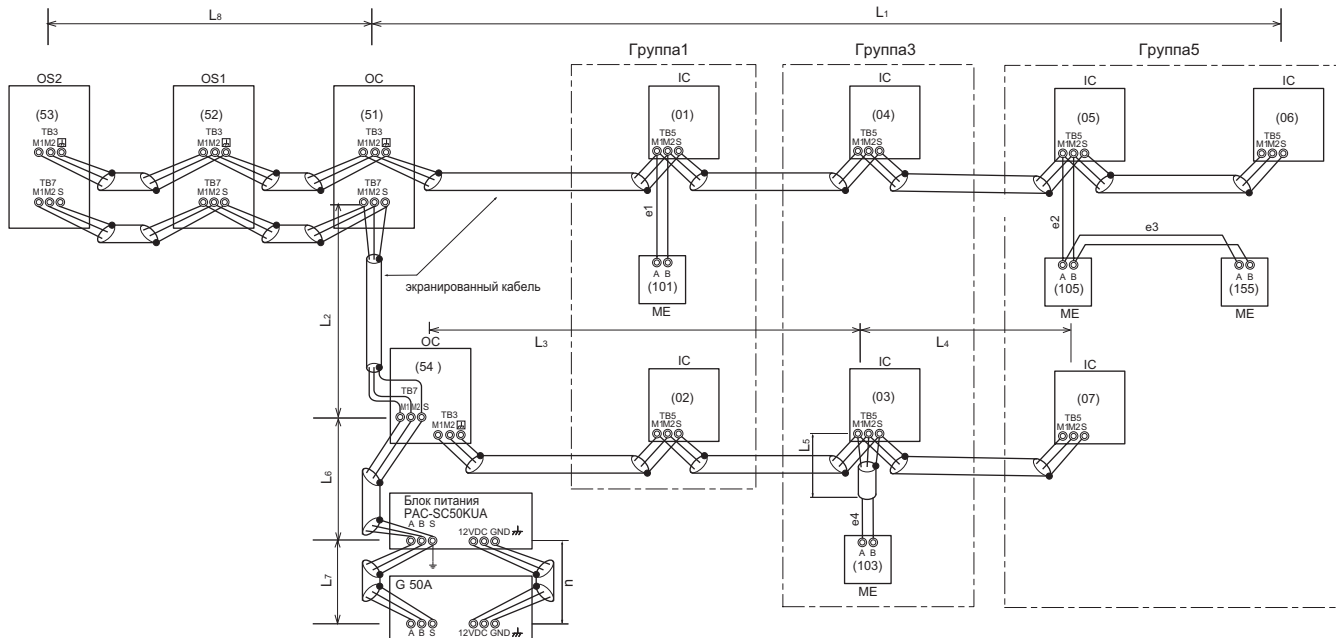 L8
L1
Группа1
Группа3
Группа5
OS2
OS1
OC
IC
IC
IC
IC
(53)
(52)
(51)
(01)
(04)
(05)
(06)
TB3
TB3
TB3
TB5
TB5
TB5
TB5
M1M2
M1M2
M1M2
M1M2S
M1M2S
M1M2S
M1M2S
TB7
TB7
TB7
M1M2 S
M1M2 S
M1M2 S
e1
e2
e3
A B
A B
A B
(101)
(105)
(155)
ME
ME
ME
экранированный кабель
L2
L3
L4
OC
IC
IC
IC
(54 )
(02)
(03)
(07)
TB7
M1M2 S
TB3
M1M2
TB5
TB5
TB5
M1M2S
M1M2S
M1M2S
L5
L6
e4
Блок питания
PAC-SC50KUA
A B S
12VDC GND
A B
(103)
ME
L7
n
G 50A
A B S
12VDC GND